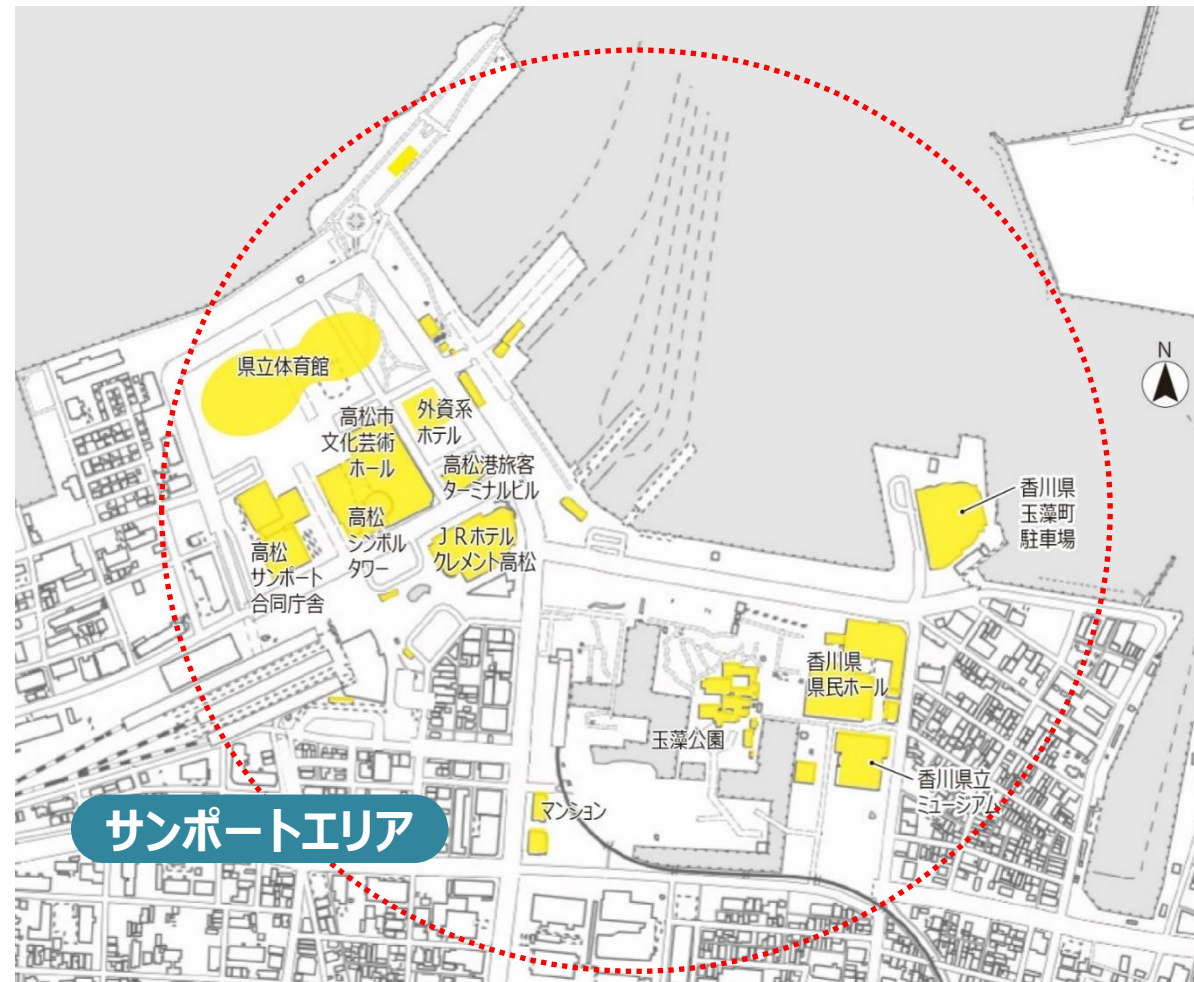 N
県立体育館
高松市
文化芸術
ホール
外資系
ホテル
高松港旅客
ターミナルビル
香川県
玉藻町
駐車場
高松
シンボル
タワー
ＪＲホテル
クレメント高松
高松
サンポート
合同庁舎
香川県
県民ホール
玉藻公園
香川県立
ミュージアム
マンション
サンポートエリア